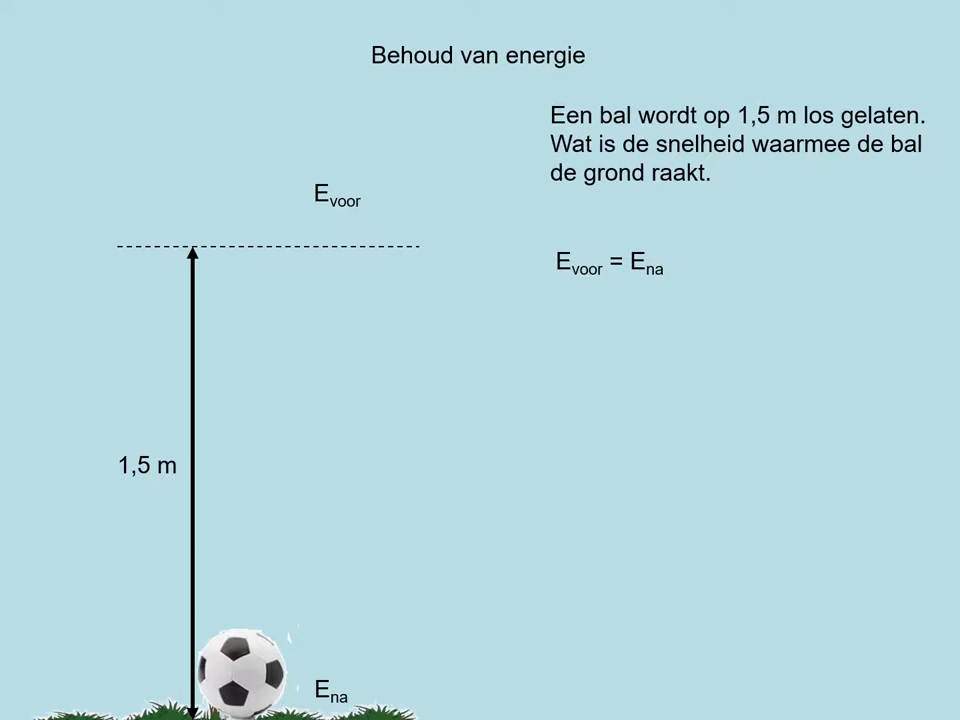 Behoud van energie
Een bal wordt op 1,5 m los gelaten.
Wat is de snelheid waarmee de bal
de grond raakt.
Evoor
Evoor = Ena
1,5 m
Ena